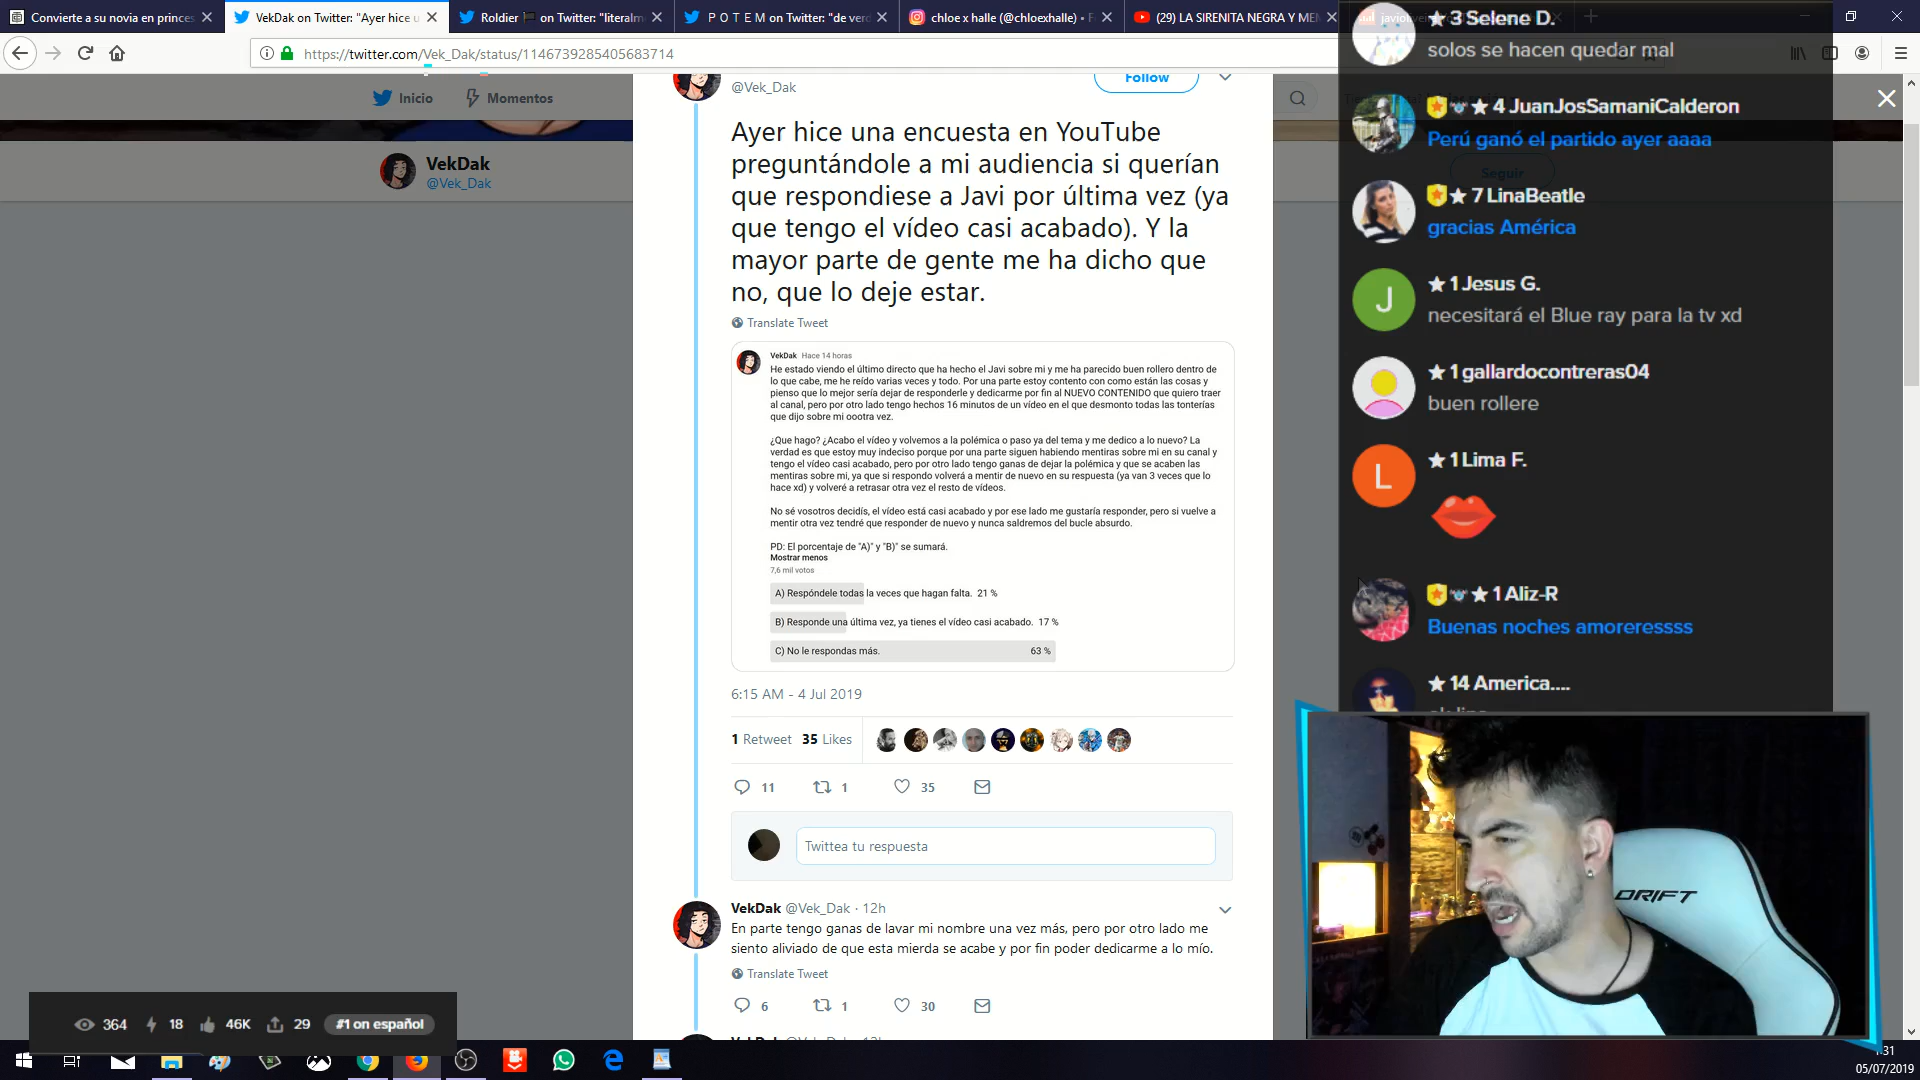 Convierte a su novia en princes
VekDak on Twitter: "Ayer hice u
Roldier 🏴 on Twitter: "literalm
P O T E M on Twitter: "de verd
chloe x halle (@chloexhalle) •
(29) LA SIRENITA NEGRA Y ME
https://twitter.com/Vek_Dak/status/1146739285405683714
Inicio
Momentos
VekDak
@Vek_Dak
Seguir
@Vek_Dak
Follow
Ayer hice una encuesta en YouTube
preguntándole a mi audiencia si querían
que respondiese a Javi por última vez (ya
que tengo el vídeo casi acabado). Y la
mayor parte de gente me ha dicho que
no, que lo deje estar.
Translate Tweet
VekDak Hace 14 horas
He estado viendo el último directo que ha hecho el Javi sobre mi y me ha parecido buen rollero dentro de
lo que cabe, me he reído varias veces y todo. Por una parte estoy contento con como están las cosas y
pienso que lo mejor sería dejar de responderle y dedicarme por fin al NUEVO CONTENIDO que quiero traer
al canal, pero por otro lado tengo hechos 16 minutos de un vídeo en el que desmonto todas las tonterías
que dijo sobre mi oootra vez.
¿Que hago? ¿Acabo el vídeo y volvemos a la polémica o paso ya del tema y me dedico a lo nuevo? La
verdad es que estoy muy indeciso porque por una parte siguen habiendo mentiras sobre mi en su canal y
tengo el vídeo casi acabado, pero por otro lado tengo ganas de dejar la polémica y que se acaben las
mentiras sobre mi, ya que si respondo volverá a mentir de nuevo en su respuesta (ya van 3 veces que lo
hace xd) y volveré a retrasar otra vez el resto de vídeos.
No sé vosotros decidís, el vídeo está casi acabado y por ese lado me gustaría responder, pero si vuelve a
mentir otra vez tendré que responder de nuevo y nunca saldremos del bucle absurdo.
PD: El porcentaje de "A)" y "B)" se sumará.
Mostrar menos
7,6 mil votos
A) Respóndele todas la veces que hagan falta. 21 %
B) Responde una última vez, ya tienes el vídeo casi acabado. 17 %
C) No le respondas más. 63 %
6:15 AM - 4 Jul 2019
1 Retweet 35 Likes
11 1 35
Twittea tu respuesta
VekDak @Vek_Dak · 12h
En parte tengo ganas de lavar mi nombre una vez más, pero por otro lado me
siento aliviado de que esta mierda se acabe y por fin poder dedicarme a lo mío.
Translate Tweet
6 1 30
★ 3 Selene D.
solos se hacen quedar mal
★ 4 JuanJosSamaniCalderon
Perú ganó el partido ayer aaaa
★ 7 LinaBeatle
gracias América
J
★ 1 Jesus G.
necesitará el Blue ray para la tv xd
★ 1 gallardocontreras04
buen rollere
L
★ 1 Lima F.
★ 1 Aliz-R
Buenas noches amoreressss
★ 14 America....
DRIFT
364 18 46K 29 #1 on español
05/07/2019